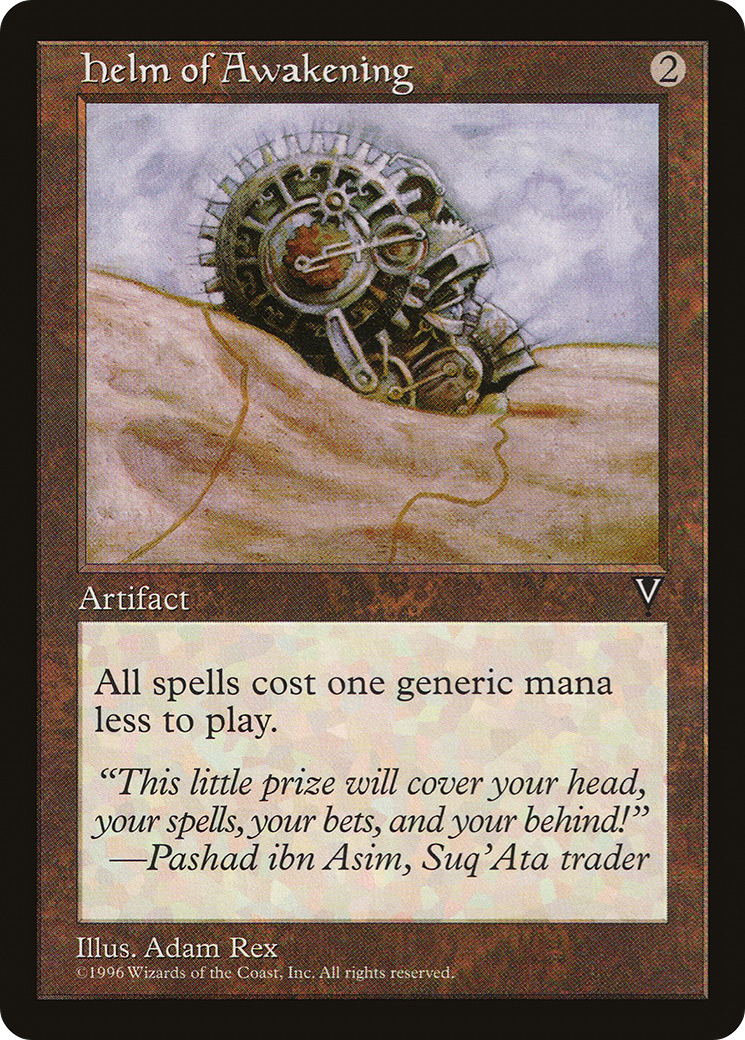 Helm of Awakening
2
Artifact
V
All spells cost one generic mana
less to play.
“This little prize will cover your head,
your spells, your bets, and your behind!”
—Pashad ibn Asim, Suq’Ata trader
Illus. Adam Rex
©1996 Wizards of the Coast, Inc. All rights reserved.